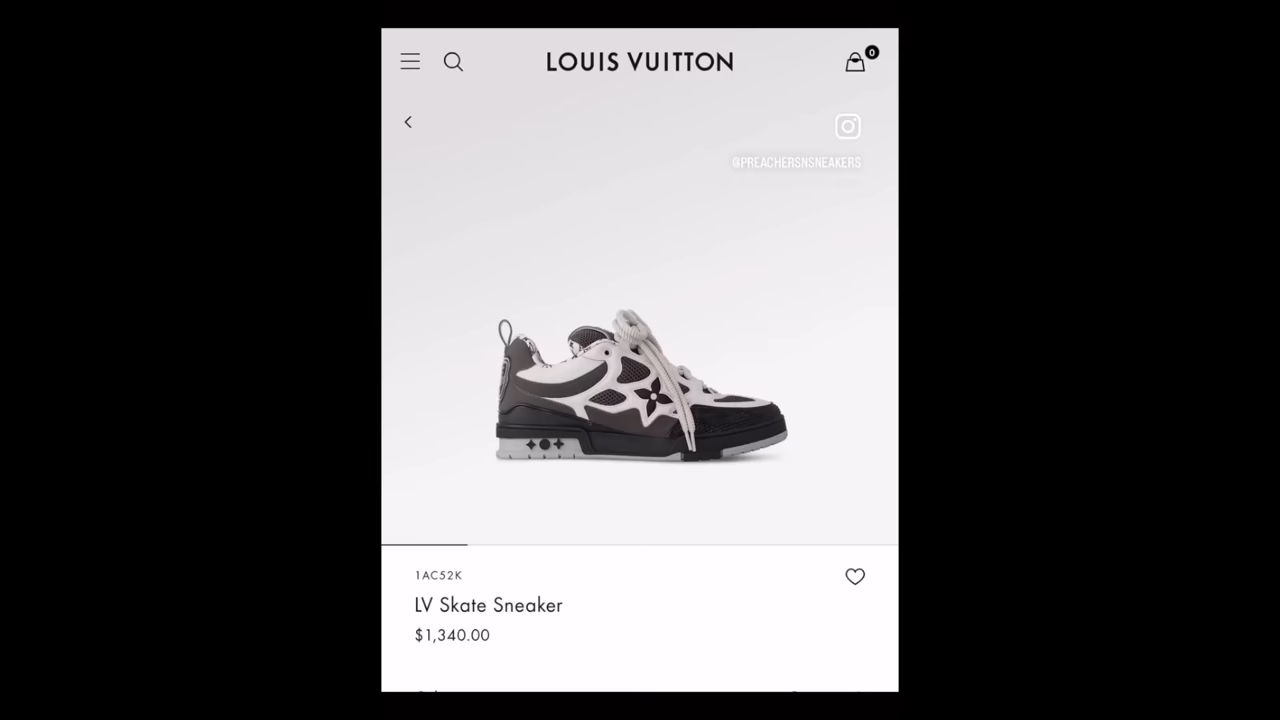 LOUIS VUITTON
0
@PREACHERSNSNEAKERS
1AC52K
LV Skate Sneaker
$1,340.00